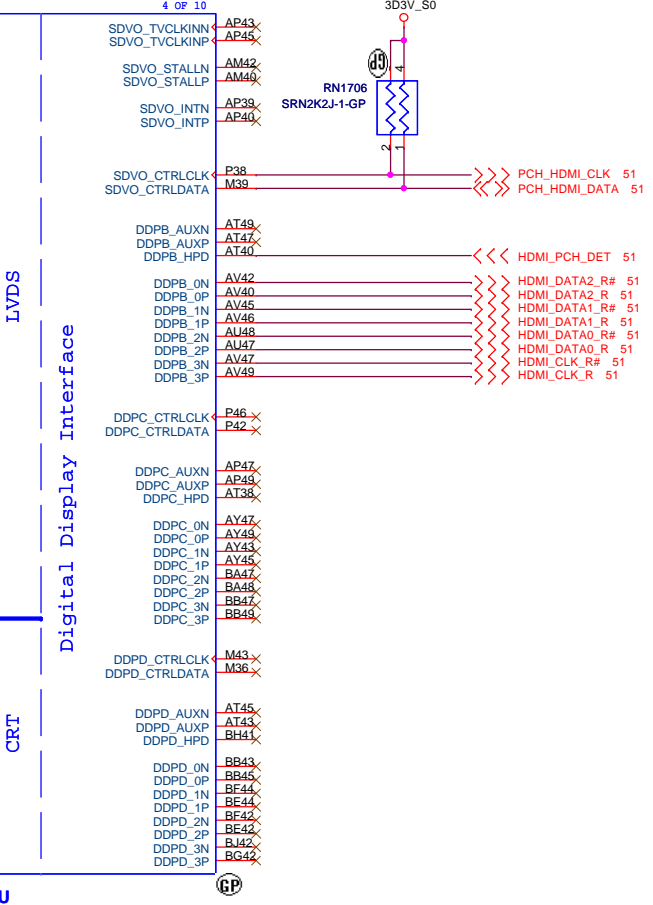 4 OF 10
3D3V_S0
SDVO_TVCLKINN AP43
SDVO_TVCLKINP AP45
SDVO_STALLN AM42
SDVO_STALLP AM40
GP
4
RN1706
SRN2K2J-1-GP
SDVO_INTN AP39
SDVO_INTP AP40
2
1
SDVO_CTRLCLK P38 PCH_HDMI_CLK 51
SDVO_CTRLDATA M39 PCH_HDMI_DATA 51
DDPB_AUXN AT49
DDPB_AUXP AT47
DDPB_HPD AT40 HDMI_PCH_DET 51
DDPB_0N AV42 HDMI_DATA2_R# 51
DDPB_0P AV40 HDMI_DATA2_R 51
DDPB_1N AV45 HDMI_DATA1_R# 51
DDPB_1P AV46 HDMI_DATA1_R 51
DDPB_2N AU48 HDMI_DATA0_R# 51
DDPB_2P AU47 HDMI_DATA0_R 51
DDPB_3N AV47 HDMI_CLK_R# 51
DDPB_3P AV49 HDMI_CLK_R 51
LVDS
Digital Display Interface
DDPC_CTRLCLK P46
DDPC_CTRLDATA P42
DDPC_AUXN AP47
DDPC_AUXP AP49
DDPC_HPD AT38
DDPC_0N AY47
DDPC_0P AY49
DDPC_1N AY43
DDPC_1P AY45
DDPC_2N BA47
DDPC_2P BA48
DDPC_3N BB47
DDPC_3P BB49
DDPD_CTRLCLK M43
DDPD_CTRLDATA M36
CRT
DDPD_AUXN AT45
DDPD_AUXP AT43
DDPD_HPD BH41
DDPD_0N BB43
DDPD_0P BB45
DDPD_1N BF44
DDPD_1P BE44
DDPD_2N BF42
DDPD_2P BE42
DDPD_3N BJ42
DDPD_3P BG42
GP
U